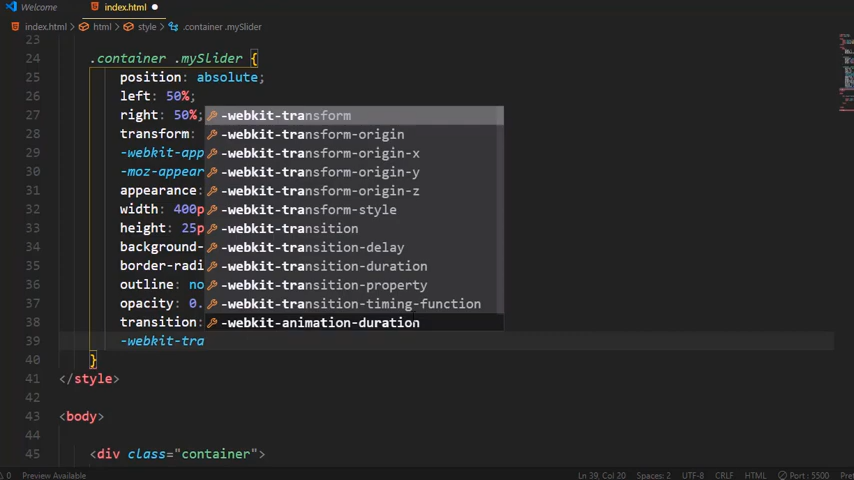 Welcome index.html
index.html > html > style > .container .mySlider
23
24 .container .mySlider {
25 position: absolute;
26 left: 50%;
27 right: 50%; -webkit-transform
28 transform: -webkit-transform-origin
29 -webkit-app -webkit-transform-origin-x
30 -moz-appear -webkit-transform-origin-y
31 appearance: -webkit-transform-origin-z
32 width: 400p -webkit-transform-style
33 height: 25p -webkit-transition
34 background- -webkit-transition-delay
35 border-radi -webkit-transition-duration
36 outline: no -webkit-transition-property
37 opacity: 0. -webkit-transition-timing-function
38 transition: -webkit-animation-duration
39 -webkit-tra
40 }
41 </style>
42
43 <body>
44
45 <div class="container">
0 Preview Available Ln 39, Col 20 Spaces: 2 UTF-8 CRLF HTML Port : 5500